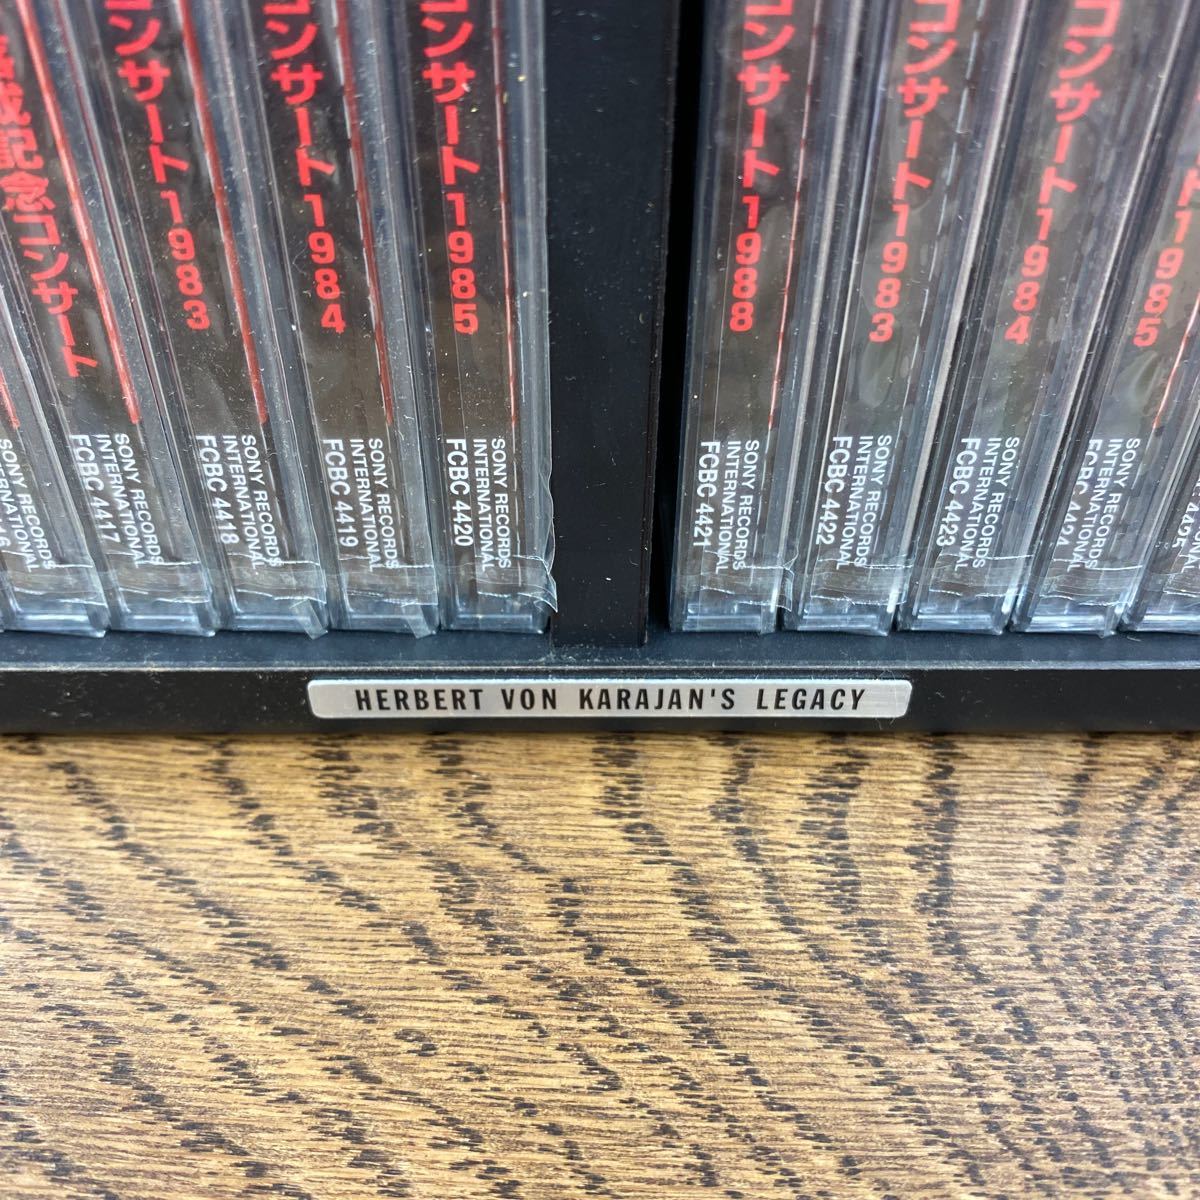 記念コンサート
コンサート1983
コンサート1984
コンサート1985
コンサート1988
コンサート1983
コンサート1984
1985
SONY RECORDS
INTERNATIONAL
SONY RECORDS
INTERNATIONAL
FCBC 4417
SONY RECORDS
INTERNATIONAL
FCBC 4418
SONY RECORDS
INTERNATIONAL
FCBC 4419
SONY RECORDS
INTERNATIONAL
FCBC 4420
SONY RECORDS
INTERNATIONAL
FCBC 4421
SONY RECORDS
INTERNATIONAL
FCBC 4422
SONY RECORDS
INTERNATIONAL
FCBC 4423
SONY RECORDS
INTERNATIONAL
FCBC 4424
HERBERT VON KARAJAN'S LEGACY